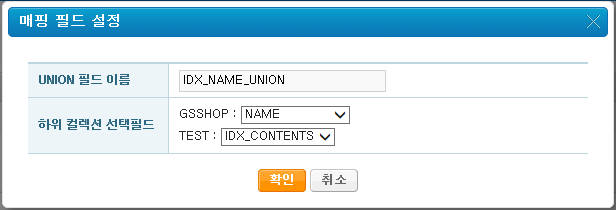 매핑 필드 설정
UNION 필드 이름 IDX_NAME_UNION
하위 컬렉션 선택필드
GSSHOP : NAME
TEST : IDX_CONTENTS
확인 취소